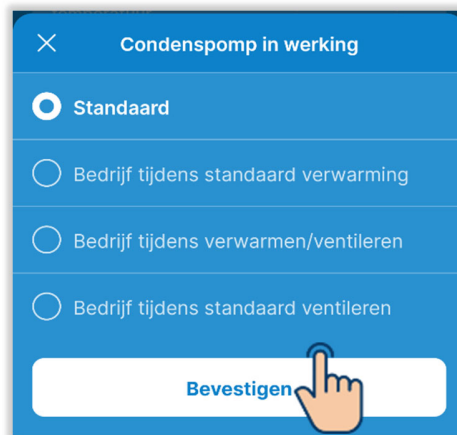 Condenspomp in werking
Standaard
Bedrijf tijdens standaard verwarming
Bedrijf tijdens verwarmen/ventileren
Bedrijf tijdens standaard ventileren
Bevestigen